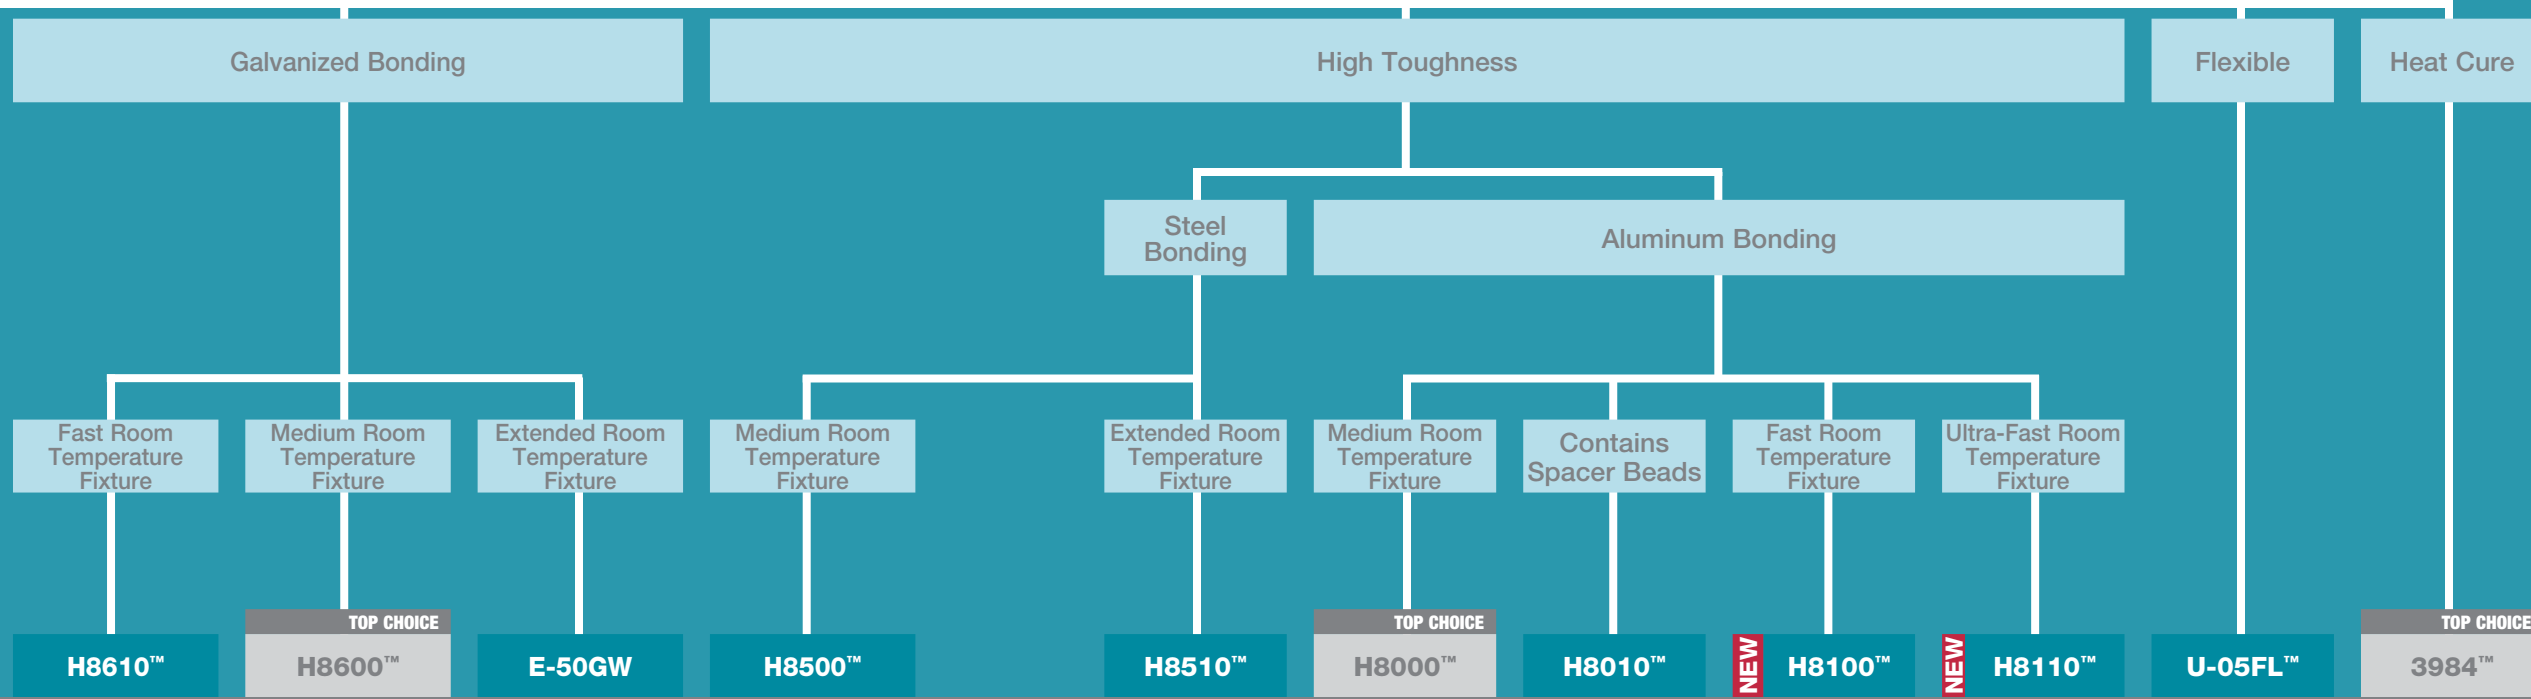 Galvanized Bonding
High Toughness
Flexible
Heat Cure
Steel
Bonding
Aluminum Bonding
Fast Room
Temperature
Fixture
Medium Room
Temperature
Fixture
Extended Room
Temperature
Fixture
Medium Room
Temperature
Fixture
Extended Room
Temperature
Fixture
Medium Room
Temperature
Fixture
Contains
Spacer Beads
Fast Room
Temperature
Fixture
Ultra-Fast Room
Temperature
Fixture
H8610™
TOP CHOICE
H8600™
E-50GW
H8500™
H8510™
TOP CHOICE
H8000™
H8010™
NEW
H8100™
NEW
H8110™
U-05FL™
TOP CHOICE
3984™